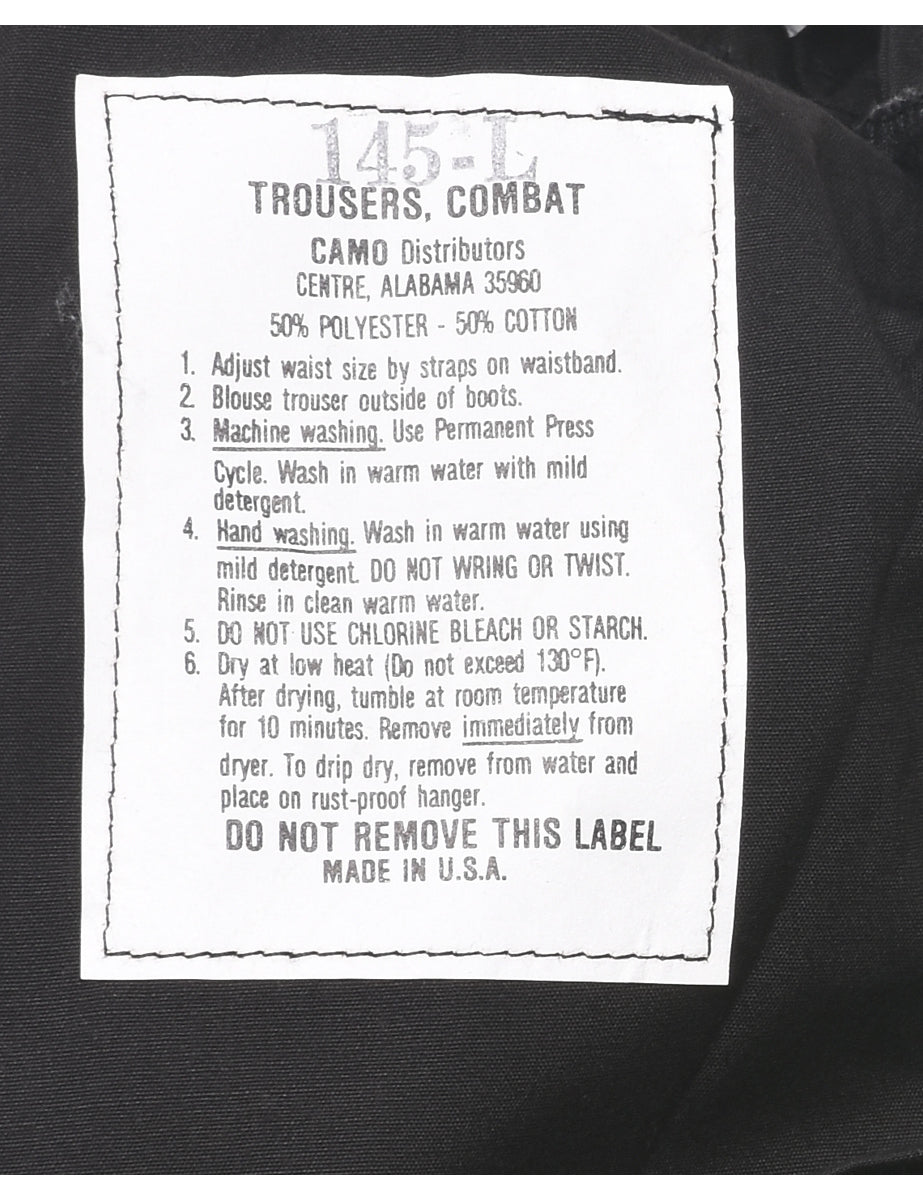 145-L
TROUSERS, COMBAT
CAMO Distributors
CENTRE, ALABAMA 35960
50% POLYESTER - 50% COTTON
1. Adjust waist size by straps on waistband.
2. Blouse trouser outside of boots.
3. Machine washing. Use Permanent Press
Cycle. Wash in warm water with mild
detergent.
4. Hand washing. Wash in warm water using
mild detergent. DO NOT WRING OR TWIST.
Rinse in clean warm water.
5. DO NOT USE CHLORINE BLEACH OR STARCH.
6. Dry at low heat (Do not exceed 130°F).
After drying, tumble at room temperature
for 10 minutes. Remove immediately from
dryer. To drip dry, remove from water and
place on rust-proof hanger.
DO NOT REMOVE THIS LABEL
MADE IN U.S.A.